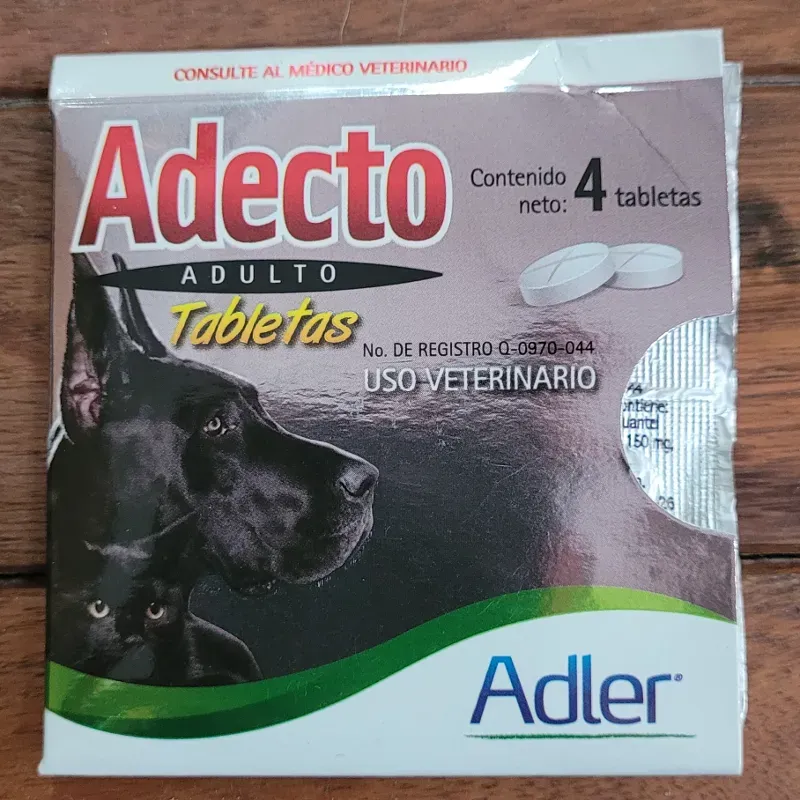 CONSULTE AL MÉDICO VETERINARIO
Adecto
Contenido
neto: 4 tabletas
ADULTO
Tabletas
No. DE REGISTRO Q-0970-044
USO VETERINARIO
150 mg.
26
Adler®